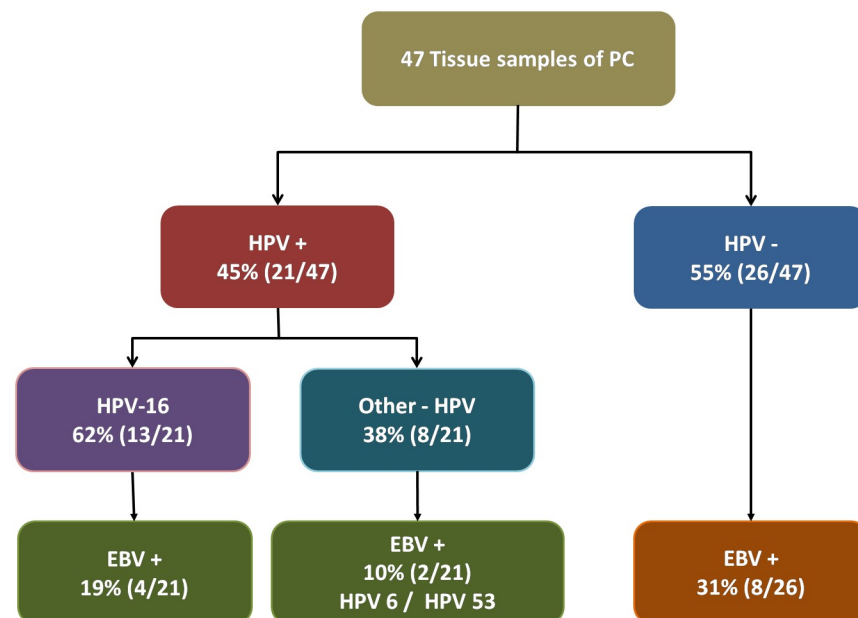 47 Tissue samples of PC
HPV +
45% (21/47)
HPV -
55% (26/47)
HPV-16
62% (13/21)
Other - HPV
38% (8/21)
EBV +
19% (4/21)
EBV +
10% (2/21)
HPV 6 / HPV 53
EBV +
31% (8/26)